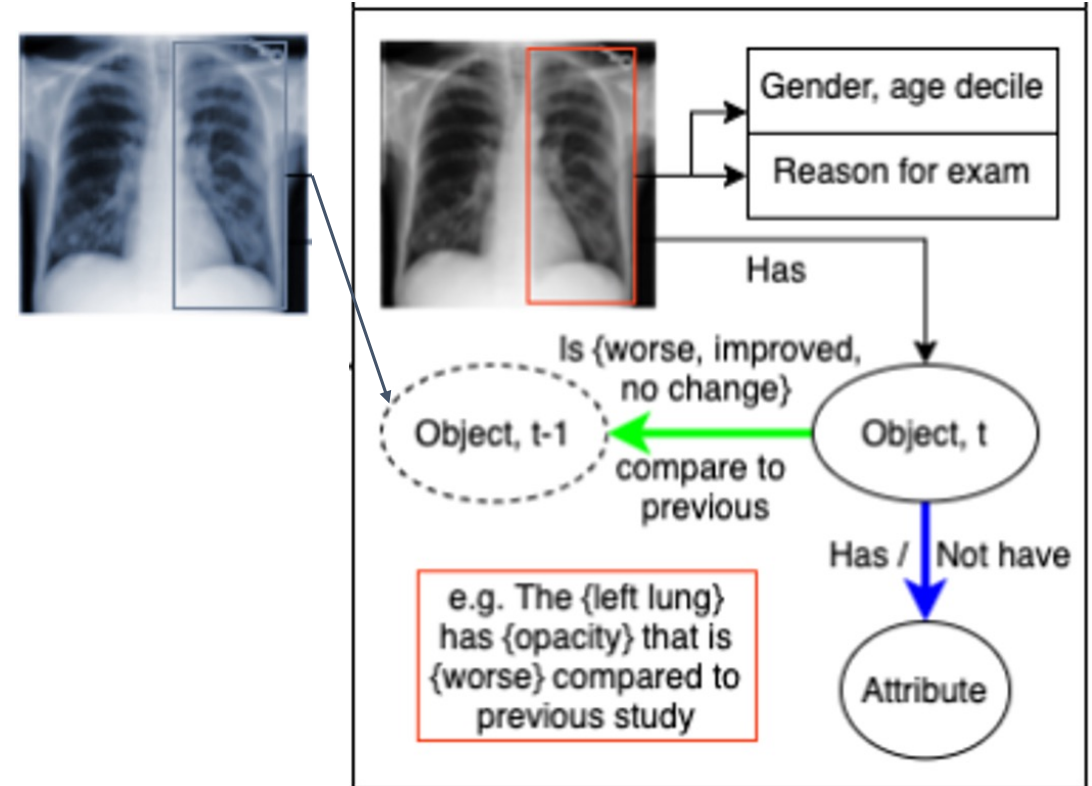 Gender, age decile
Reason for exam
Has
Is {worse, improved,
no change}
Object, t-1
Object, t
compare to
previous
Has /
Not have
e.g. The {left lung}
has {opacity} that is
{worse} compared to
previous study
Attribute